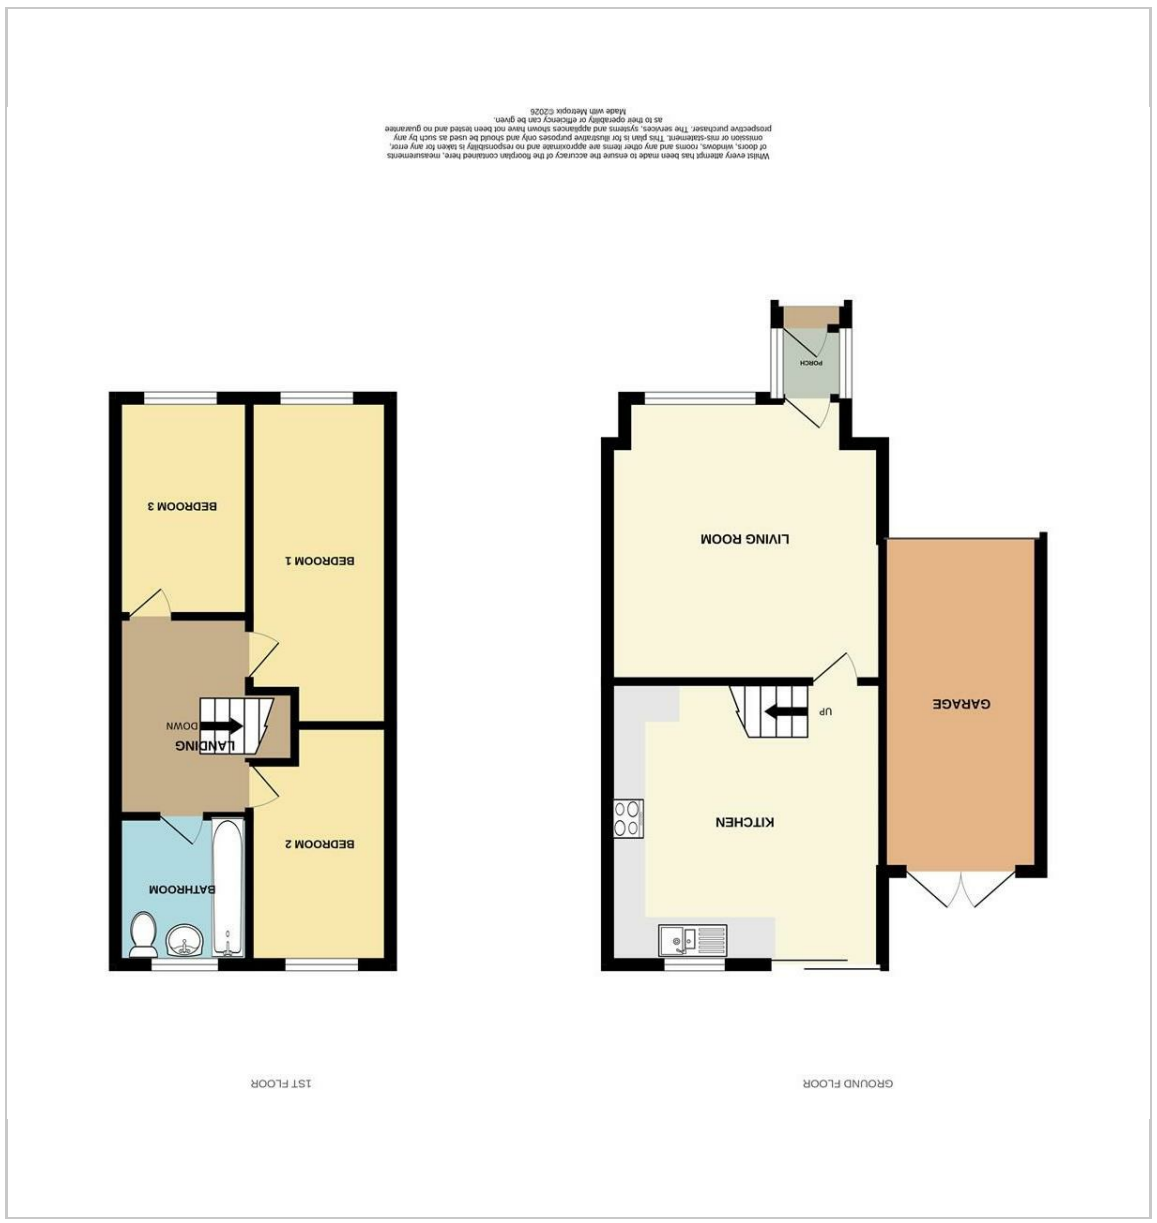 GROUND FLOOR
1ST FLOOR
KITCHEN
UP
LIVING ROOM
PORCH
GARAGE
BATHROOM
BEDROOM 2
LANDING
DOWN
BEDROOM 1
BEDROOM 3
Whilst every attempt has been made to ensure the accuracy of the floorplan contained here, measurements
of doors, windows, rooms and any other items are approximate and no responsibility is taken for any error,
omission or mis-statement. This plan is for illustrative purposes only and should be used as such by any
prospective purchaser. The services, systems and appliances shown have not been tested and no guarantee
as to their operability or efficiency can be given.
Made with Metropix ©2026